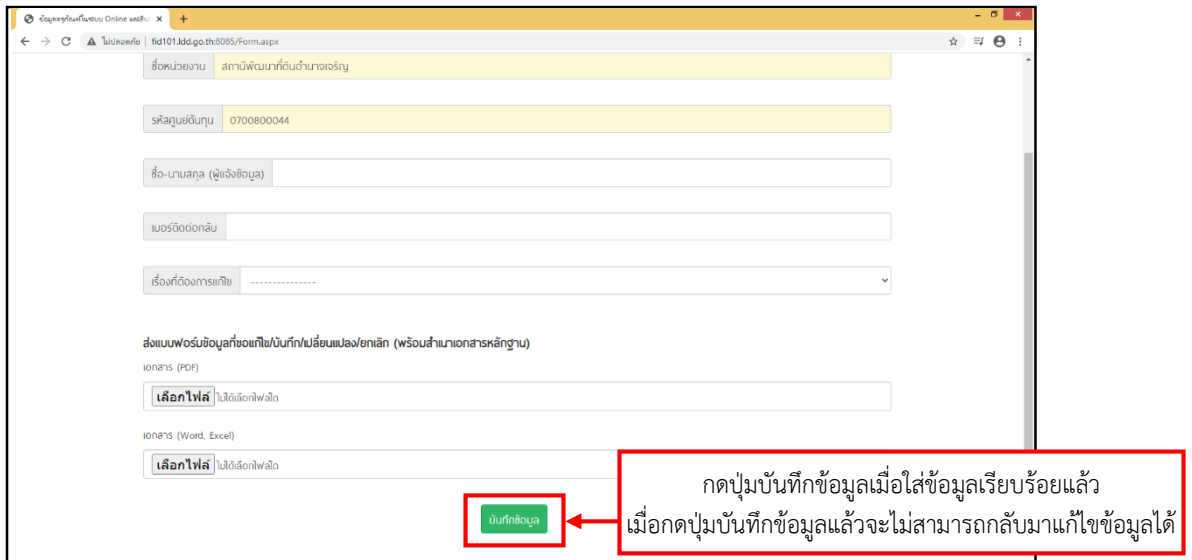 ข้อมูลครุภัณฑ์ในระบบ Online และสิน
ไม่ปลอดภัย | fid101.ldd.go.th:8085/Form.aspx
ชื่อหน่วยงาน สถานีพัฒนาที่ดินอำนาจเจริญ
รหัสศูนย์ต้นทุน 0700800044
ชื่อ-นามสกุล (ผู้แจ้งข้อมูล)
เบอร์ติดต่อกลับ
เรื่องที่ต้องการแก้ไข ---------------
ส่งแบบฟอร์มข้อมูลที่ขอแก้ไข/บันทึก/เปลี่ยนแปลง/ยกเลิก (พร้อมสำเนาเอกสารหลักฐาน)
เอกสาร (PDF)
เลือกไฟล์ ไม่ได้เลือกไฟล์ใด
เอกสาร (Word, Excel)
เลือกไฟล์ ไม่ได้เลือกไฟล์ใด
กดปุ่มบันทึกข้อมูลเมื่อใส่ข้อมูลเรียบร้อยแล้ว
บันทึกข้อมูล เมื่อกดปุ่มบันทึกข้อมูลแล้วจะไม่สามารถกลับมาแก้ไขข้อมูลได้